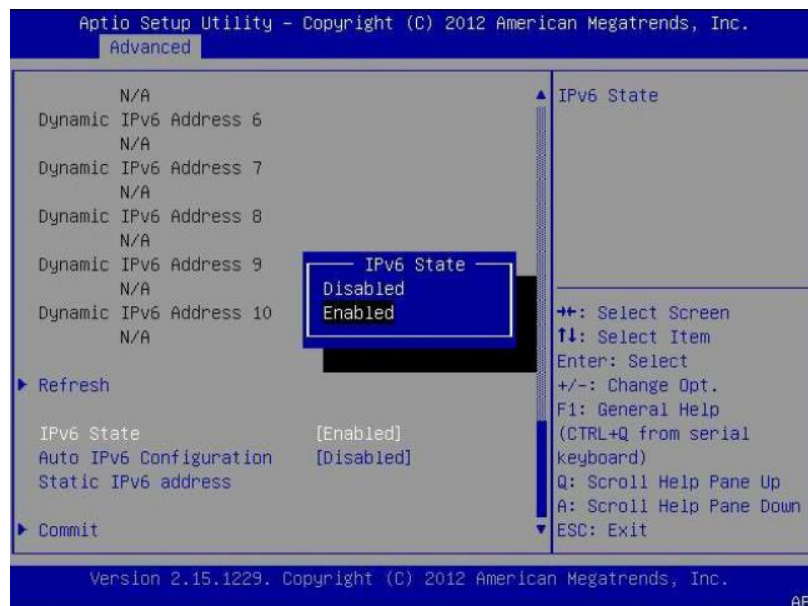 Aptio Setup Utility – Copyright (C) 2012 American Megatrends, Inc.
Advanced
N/A
Dynamic IPv6 Address 6
N/A
Dynamic IPv6 Address 7
N/A
Dynamic IPv6 Address 8
N/A
Dynamic IPv6 Address 9
N/A
Dynamic IPv6 Address 10
N/A
Refresh
IPv6 State [Enabled]
Auto IPv6 Configuration [Disabled]
Static IPv6 address
Commit
IPv6 State
Disabled
Enabled
IPv6 State
→←: Select Screen
↑↓: Select Item
Enter: Select
+/-: Change Opt.
F1: General Help
(CTRL+Q from serial
keyboard)
Q: Scroll Help Pane Up
A: Scroll Help Pane Down
ESC: Exit
Version 2.15.1229. Copyright (C) 2012 American Megatrends, Inc.